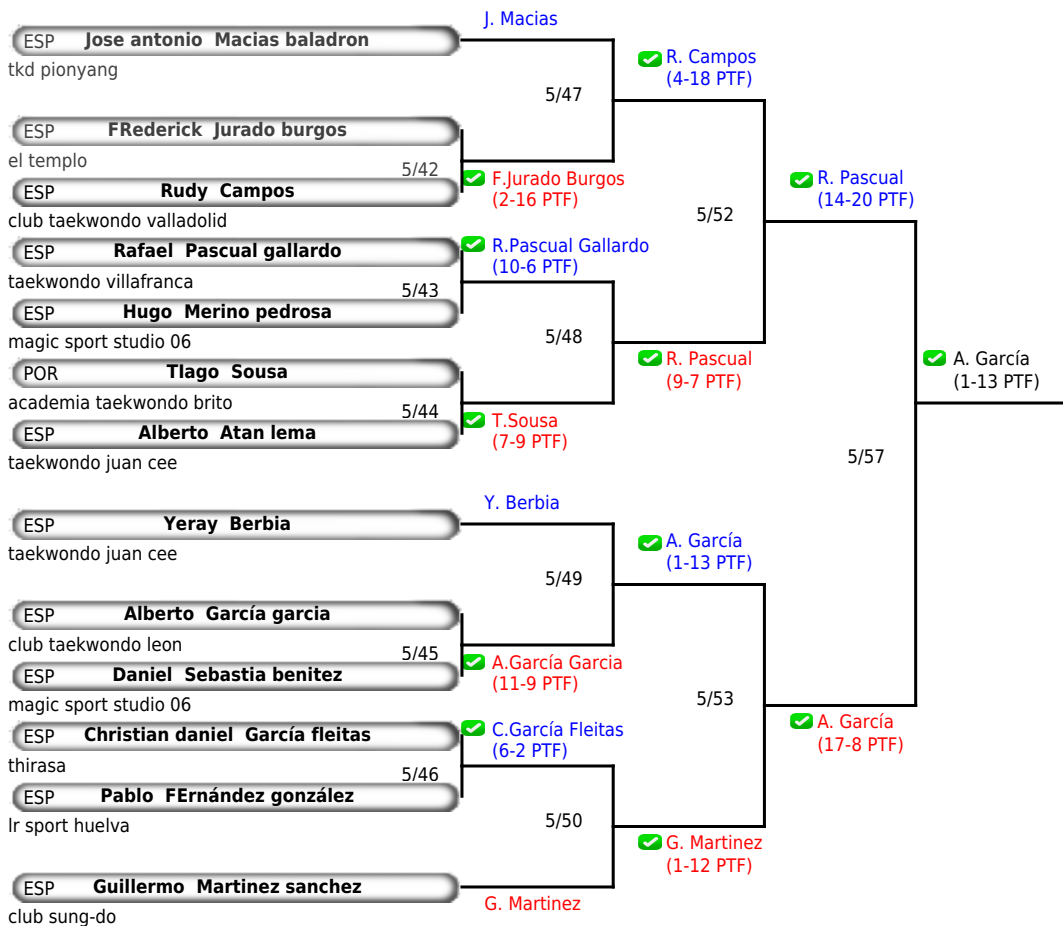 J. Macias
ESP Jose antonio Macias baladron
tkd pionyang
R. Campos
(4-18 PTF)
5/47
ESP FRederick Jurado burgos
el templo
5/42
F.Jurado Burgos
(2-16 PTF)
ESP Rudy Campos
club taekwondo valladolid
R. Pascual
(14-20 PTF)
5/52
ESP Rafael Pascual gallardo
taekwondo villafranca
R.Pascual Gallardo
(10-6 PTF)
5/43
ESP Hugo Merino pedrosa
magic sport studio 06
5/48
R. Pascual
(9-7 PTF)
A. García
(1-13 PTF)
POR TIago Sousa
academia taekwondo brito
5/44
T.Sousa
(7-9 PTF)
ESP Alberto Atan lema
taekwondo juan cee
5/57
Y. Berbia
ESP Yeray Berbia
taekwondo juan cee
A. García
(1-13 PTF)
5/49
ESP Alberto García garcia
club taekwondo leon
5/45
A.García Garcia
(11-9 PTF)
ESP Daniel Sebastia benitez
magic sport studio 06
5/53
A. García
(17-8 PTF)
ESP Christian daniel García fleitas
thirasa
C.García Fleitas
(6-2 PTF)
5/46
ESP Pablo FErnández gonzález
lr sport huelva
5/50
G. Martinez
(1-12 PTF)
ESP Guillermo Martinez sanchez
club sung-do
G. Martinez